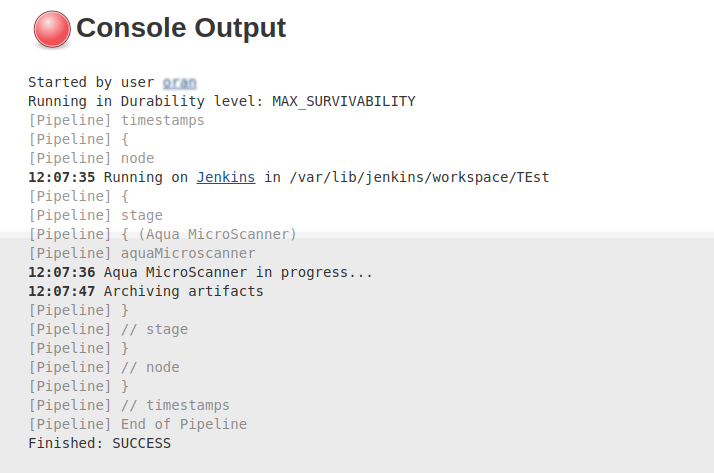 Console Output
Started by user
Running in Durability level: MAX_SURVIVABILITY
[Pipeline] timestamps
[Pipeline] {
[Pipeline] node
12:07:35 Running on Jenkins in /var/lib/jenkins/workspace/TEst
[Pipeline] {
[Pipeline] stage
[Pipeline] { (Aqua MicroScanner)
[Pipeline] aquaMicroscanner
12:07:36 Aqua MicroScanner in progress...
12:07:47 Archiving artifacts
[Pipeline] }
[Pipeline] // stage
[Pipeline] }
[Pipeline] // node
[Pipeline] }
[Pipeline] // timestamps
[Pipeline] End of Pipeline
Finished: SUCCESS